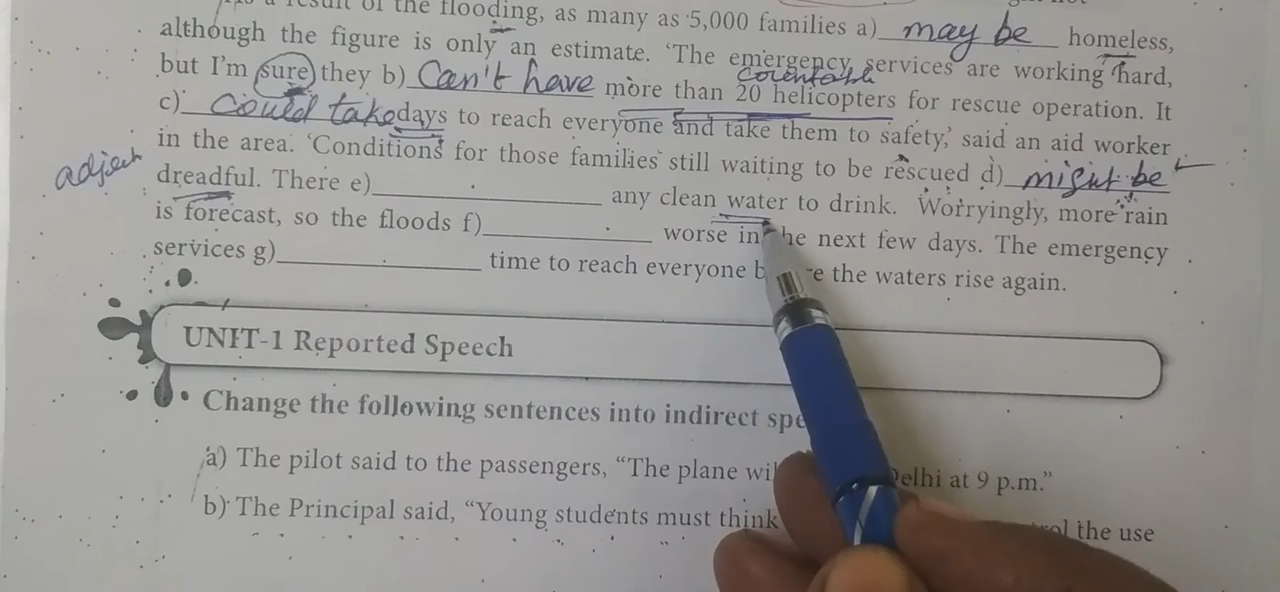 a result of the flooding, as many as 5,000 families a) may be homeless,
although the figure is only an estimate. 'The emergency services are working hard,
countable
but I'm sure they b) can't have more than 20 helicopters for rescue operation. It
c) could take days to reach everyone and take them to safety,' said an aid worker
in the area. 'Conditions for those families still waiting to be rescued d) might be
adject
dreadful. There e) any clean water to drink. Worryingly, more rain
is forecast, so the floods f) worse in the next few days. The emergency
services g) time to reach everyone the waters rise again.
UNIT-1 Reported Speech
• Change the following sentences into indirect
a) The pilot said to the passengers, "The plane Delhi at 9 p.m."
b) The Principal said, "Young students must think the use